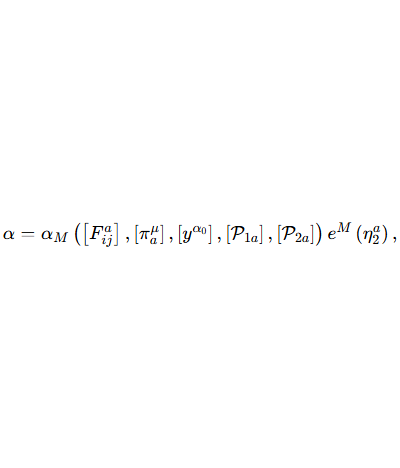 α = α_M ([F^a_{ij}], [π^μ_a], [y^{α_0}], [𝒫_{1a}], [𝒫_{2a}]) e^M (η^a_2),